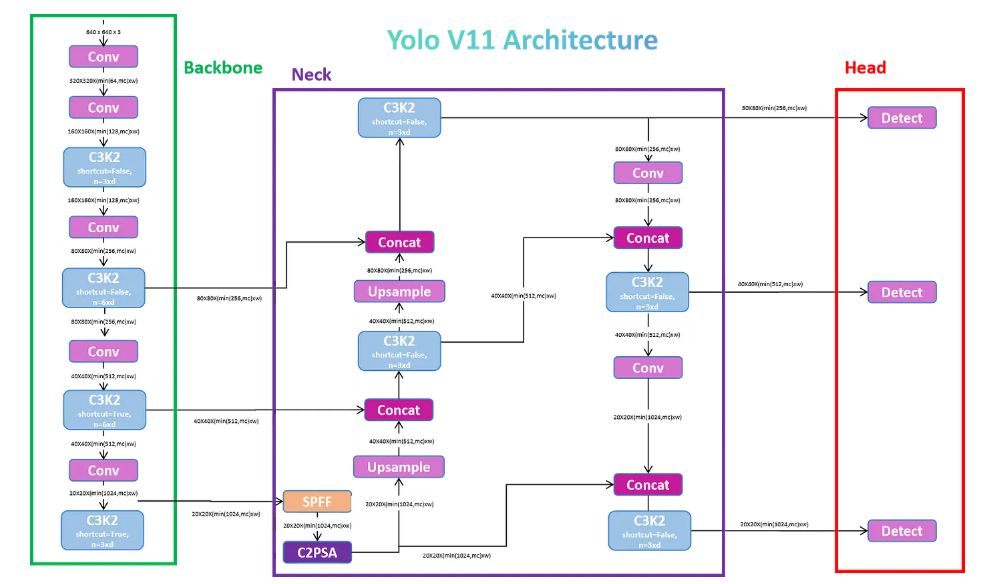 Yolo V11 Architecture
Backbone
640 x 640 x 3
Conv
320X320X(min(64,mc)xw)
Conv
160X160X(min(128,mc)xw)
C3K2
shortcut=False,
n=3xd
160X160X(min(128,mc)xw)
Conv
80X80X(min(256,mc)xw)
C3K2
shortcut=False,
n=6xd
80X80X(min(256,mc)xw)
80X80X(min(256,mc)xw)
Conv
40X40X(min(512,mc)xw)
C3K2
shortcut=True,
n=6xd
40X40X(min(512,mc)xw)
40X40X(min(512,mc)xw)
Conv
20X20X(min(1024,mc)xw)
20X20X(min(1024,mc)xw)
C3K2
shortcut=True,
n=3xd
Neck
C3K2
shortcut=False,
n=3xd
Concat
80X80X(min(256,mc)xw)
Upsample
40X40X(min(512,mc)xw)
C3K2
shortcut=False,
n=3xd
40X40X(min(512,mc)xw)
Concat
40X40X(min(512,mc)xw)
Upsample
20X20X(min(1024,mc)xw)
SPFF
20X20X(min(1024,mc)xw)
C2PSA
20X20X(min(1024,mc)xw)
80X80X(min(256,mc)xw)
Conv
80X80X(min(256,mc)xw)
Concat
C3K2
shortcut=False,
n=3xd
40X40X(min(512,mc)xw)
Conv
20X20X(min(1024,mc)xw)
Concat
C3K2
shortcut=False,
n=5xd
Head
80X80X(min(256,mc)xw)
Detect
40X40X(min(512,mc)xw)
Detect
20X20X(min(1024,mc)xw)
Detect